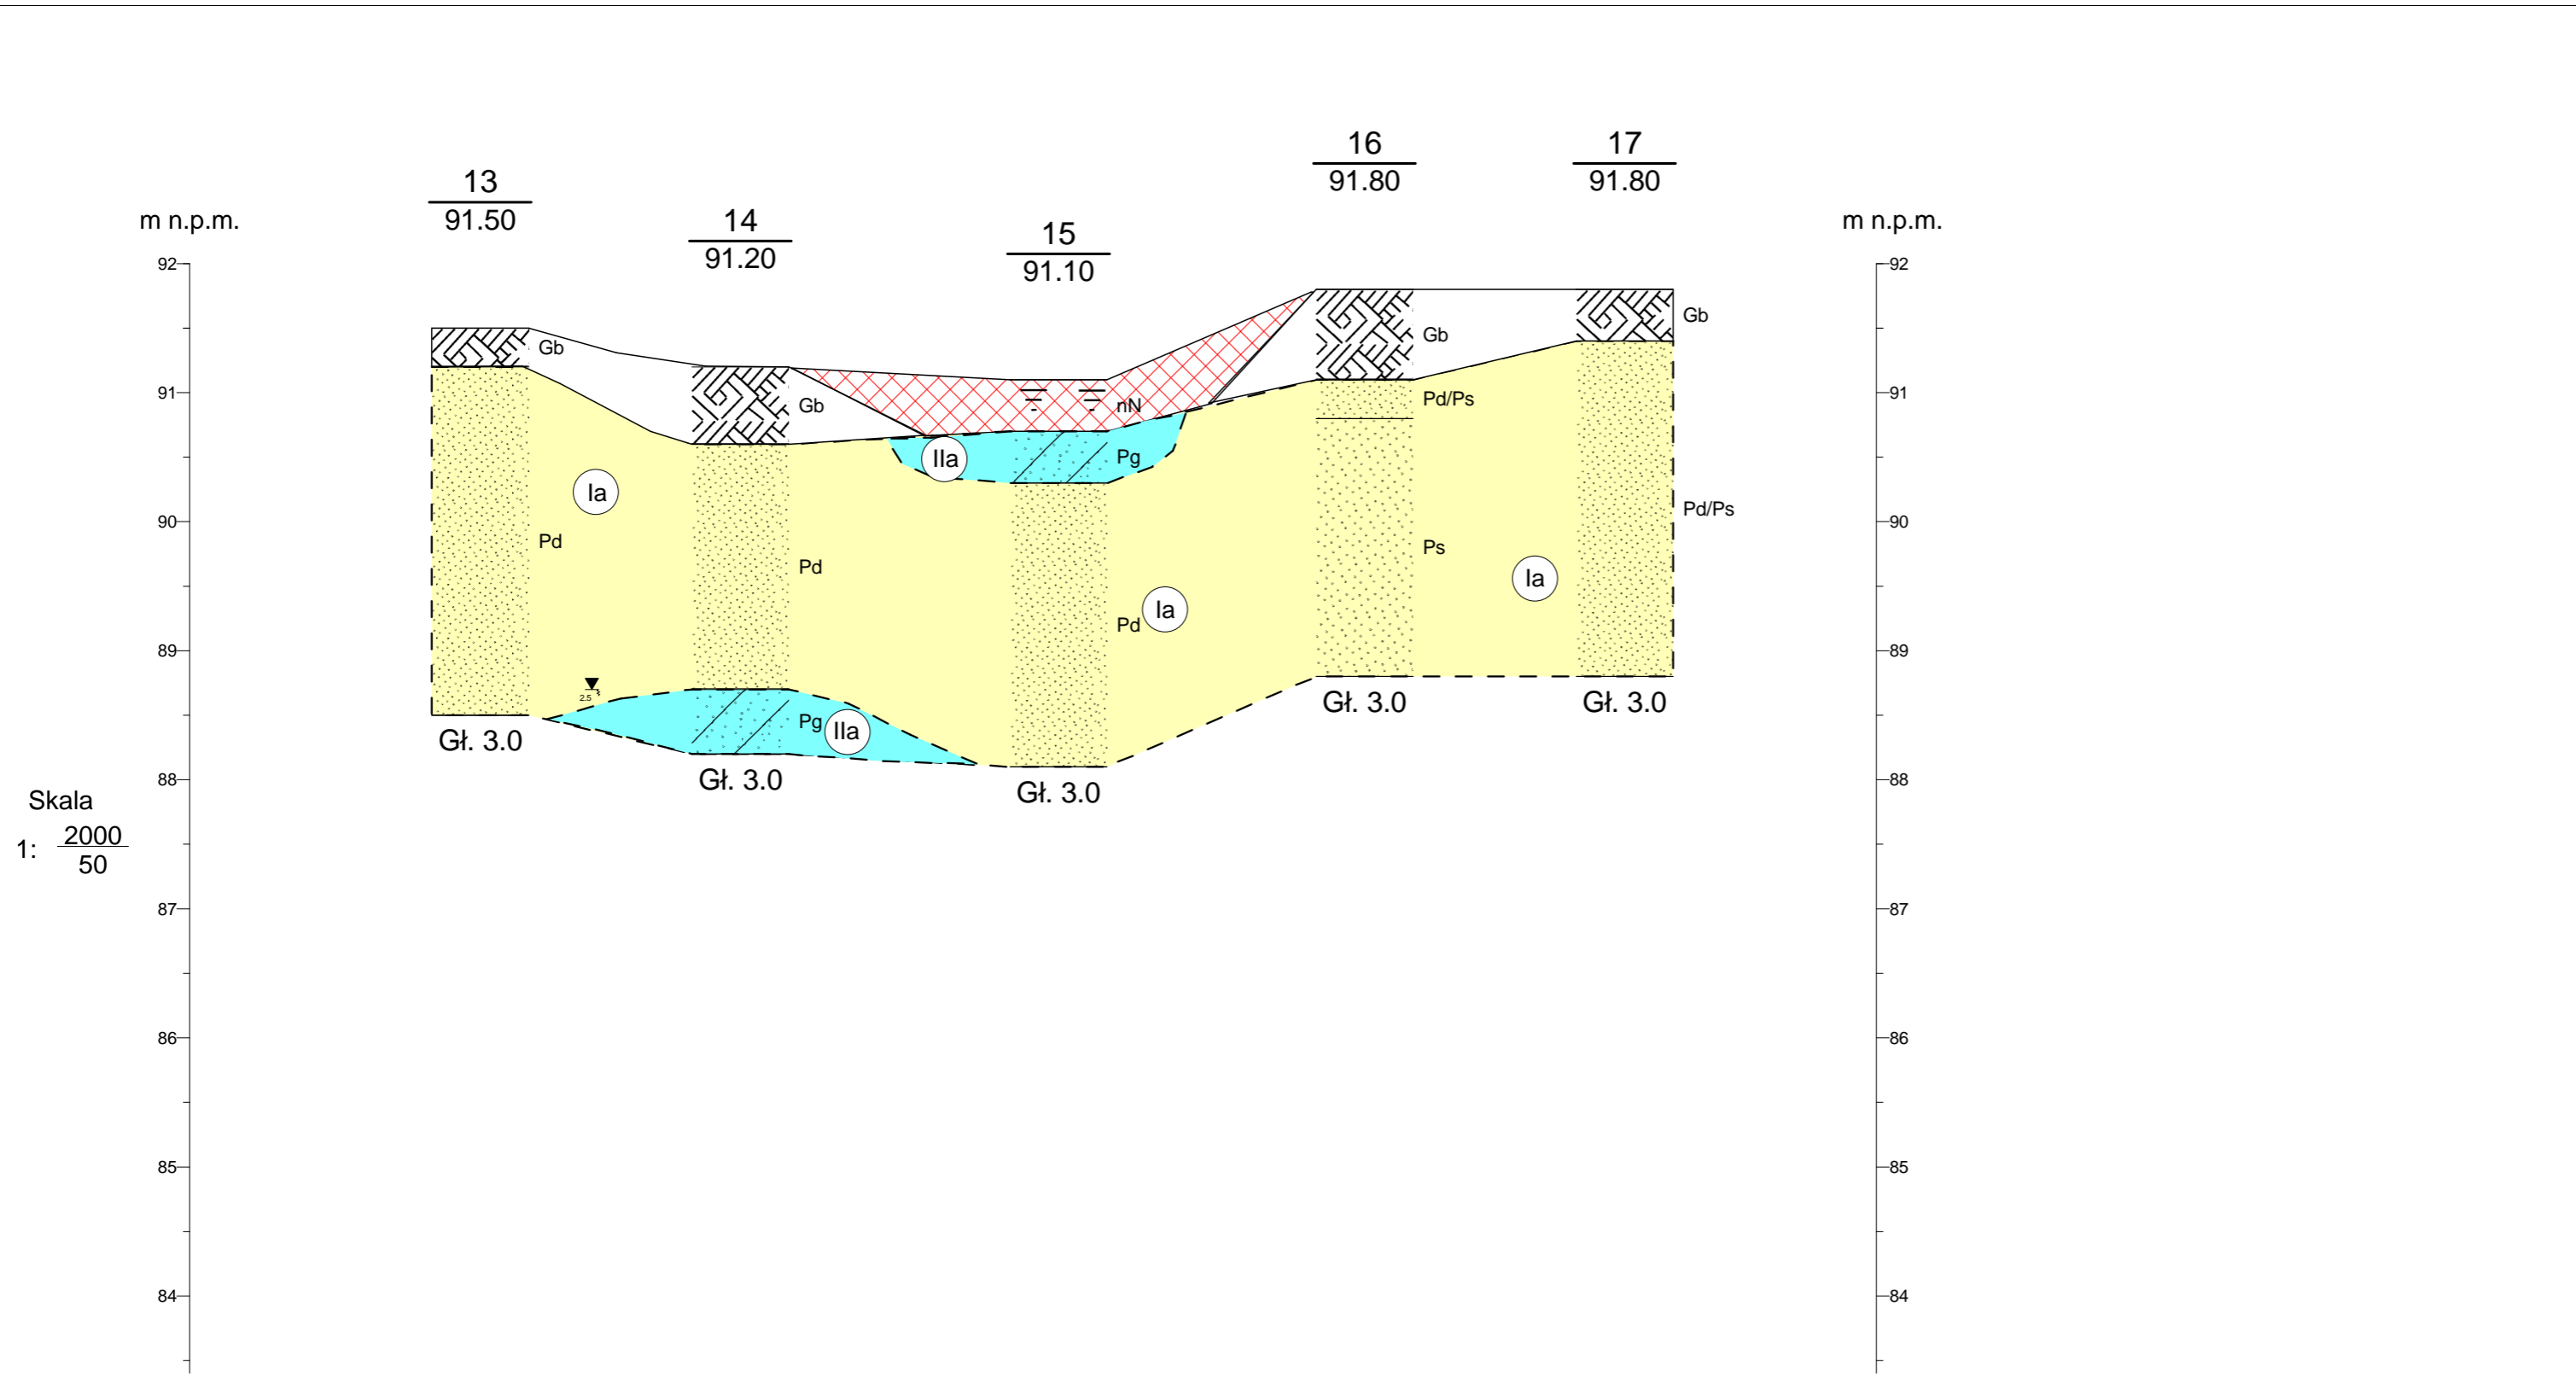 16
17
91.80
91.80
13
91.50
14
91.20
15
91.10
m n.p.m.
m n.p.m.
92
92
Gb
Gb
Gb
91
91
Gb
nN
Pd/Ps
IIa
Pg
Ia
90
90
Pd/Ps
Pd
Ps
Pd
Ia
Ia
Pd
89
89
2.5
Gł. 3.0
Gł. 3.0
Pg
IIa
Gł. 3.0
Gł. 3.0
88
88
Gł. 3.0
Skala
1: 2000
50
87
87
86
86
85
85
84
84